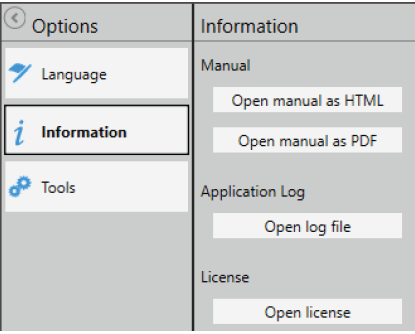 Options
Language
Information
Tools
Information
Manual
Open manual as HTML
Open manual as PDF
Application Log
Open log file
License
Open license